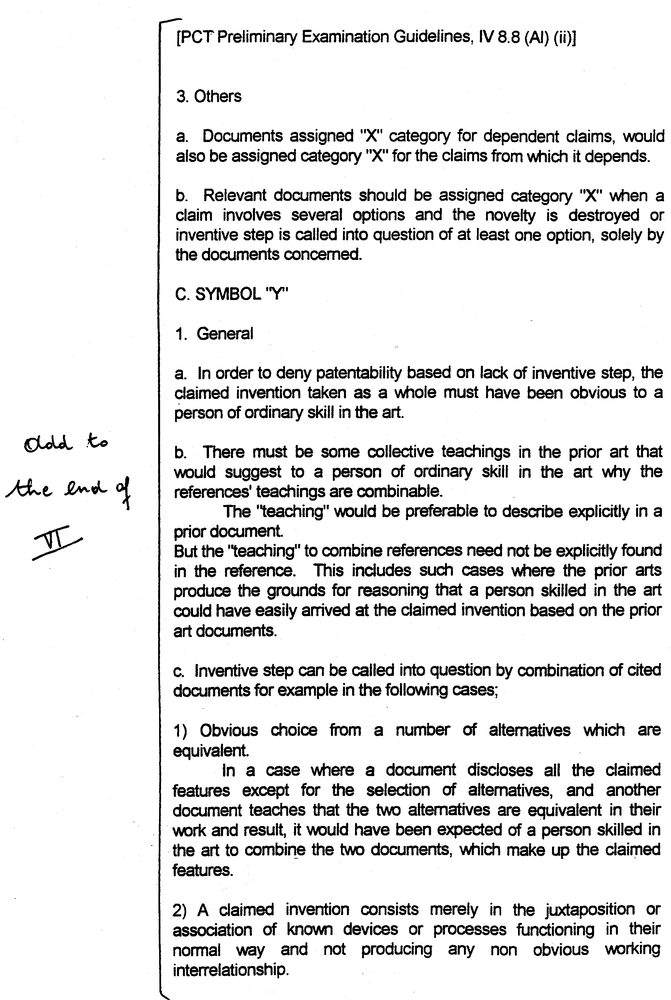 [PCT Preliminary Examination Guidelines, IV 8.8 (AI) (ii)]
3. Others
a. Documents assigned "X" category for dependent claims, would
also be assigned category "X" for the claims from which it depends.
b. Relevant documents should be assigned category "X" when a
claim involves several options and the novelty is destroyed or
inventive step is called into question of at least one option, solely by
the documents concerned.
C. SYMBOL "Y"
1. General
a. In order to deny patentability based on lack of inventive step, the
claimed invention taken as a whole must have been obvious to a
person of ordinary skill in the art.
add to
the end of
VI
b. There must be some collective teachings in the prior art that
would suggest to a person of ordinary skill in the art why the
references' teachings are combinable.
The "teaching" would be preferable to describe explicitly in a
prior document.
But the "teaching" to combine references need not be explicitly found
in the reference. This includes such cases where the prior arts
produce the grounds for reasoning that a person skilled in the art
could have easily arrived at the claimed invention based on the prior
art documents.
c. Inventive step can be called into question by combination of cited
documents for example in the following cases;
1) Obvious choice from a number of alternatives which are
equivalent.
In a case where a document discloses all the claimed
features except for the selection of alternatives, and another
document teaches that the two alternatives are equivalent in their
work and result, it would have been expected of a person skilled in
the art to combine the two documents, which make up the claimed
features.
2) A claimed invention consists merely in the juxtaposition or
association of known devices or processes functioning in their
normal way and not producing any non obvious working
interrelationship.